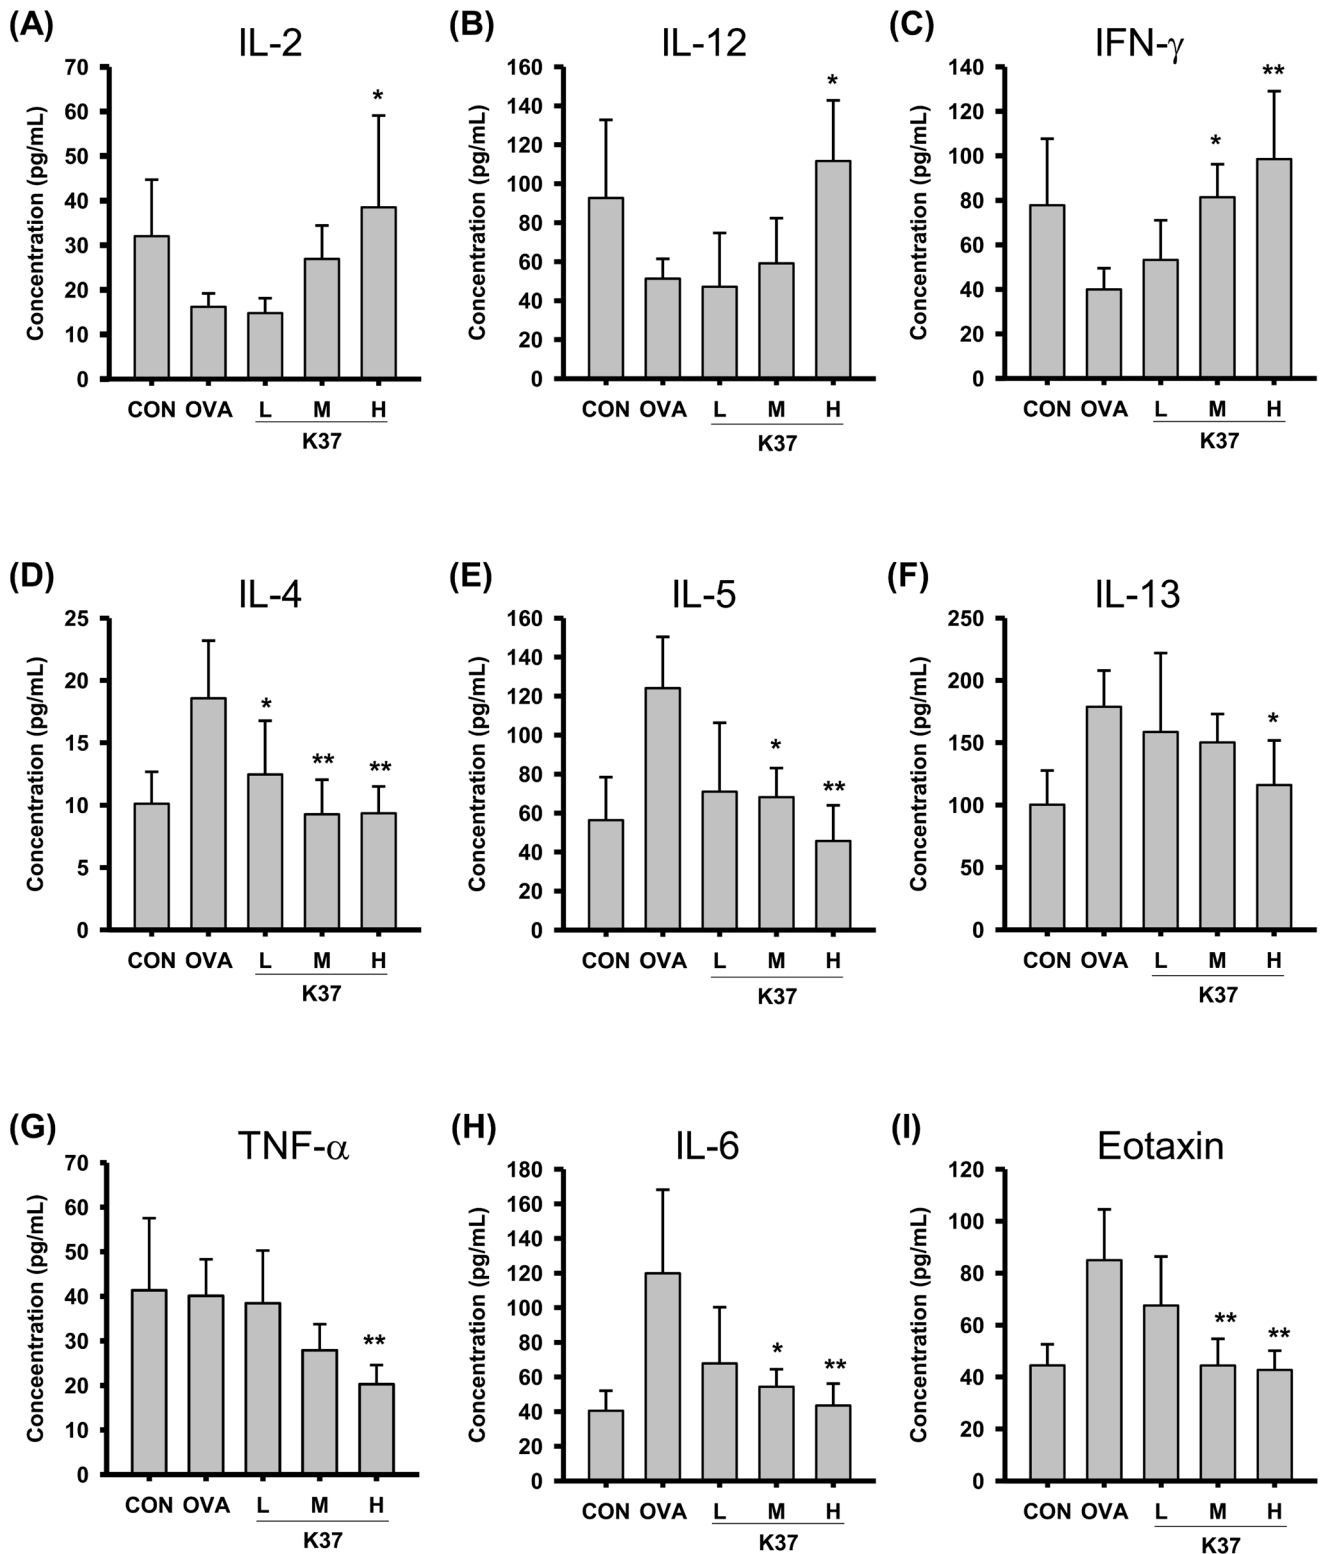 (A)
IL-2
Concentration (pg/mL)
70
60
50
40
30
20
10
0
*
CON OVA L M H
K37
(B)
IL-12
Concentration (pg/mL)
160
140
120
100
80
60
40
20
0
*
CON OVA L M H
K37
(C)
IFN-γ
Concentration (pg/mL)
140
120
100
80
60
40
20
0
*
**
CON OVA L M H
K37
(D)
IL-4
Concentration (pg/mL)
25
20
15
10
5
0
*
**
**
CON OVA L M H
K37
(E)
IL-5
Concentration (pg/mL)
160
140
120
100
80
60
40
20
0
*
**
CON OVA L M H
K37
(F)
IL-13
Concentration (pg/mL)
250
200
150
100
50
0
*
CON OVA L M H
K37
(G)
TNF-α
Concentration (pg/mL)
70
60
50
40
30
20
10
0
**
CON OVA L M H
K37
(H)
IL-6
Concentration (pg/mL)
180
160
140
120
100
80
60
40
20
0
*
**
CON OVA L M H
K37
(I)
Eotaxin
Concentration (pg/mL)
120
100
80
60
40
20
0
**
**
CON OVA L M H
K37